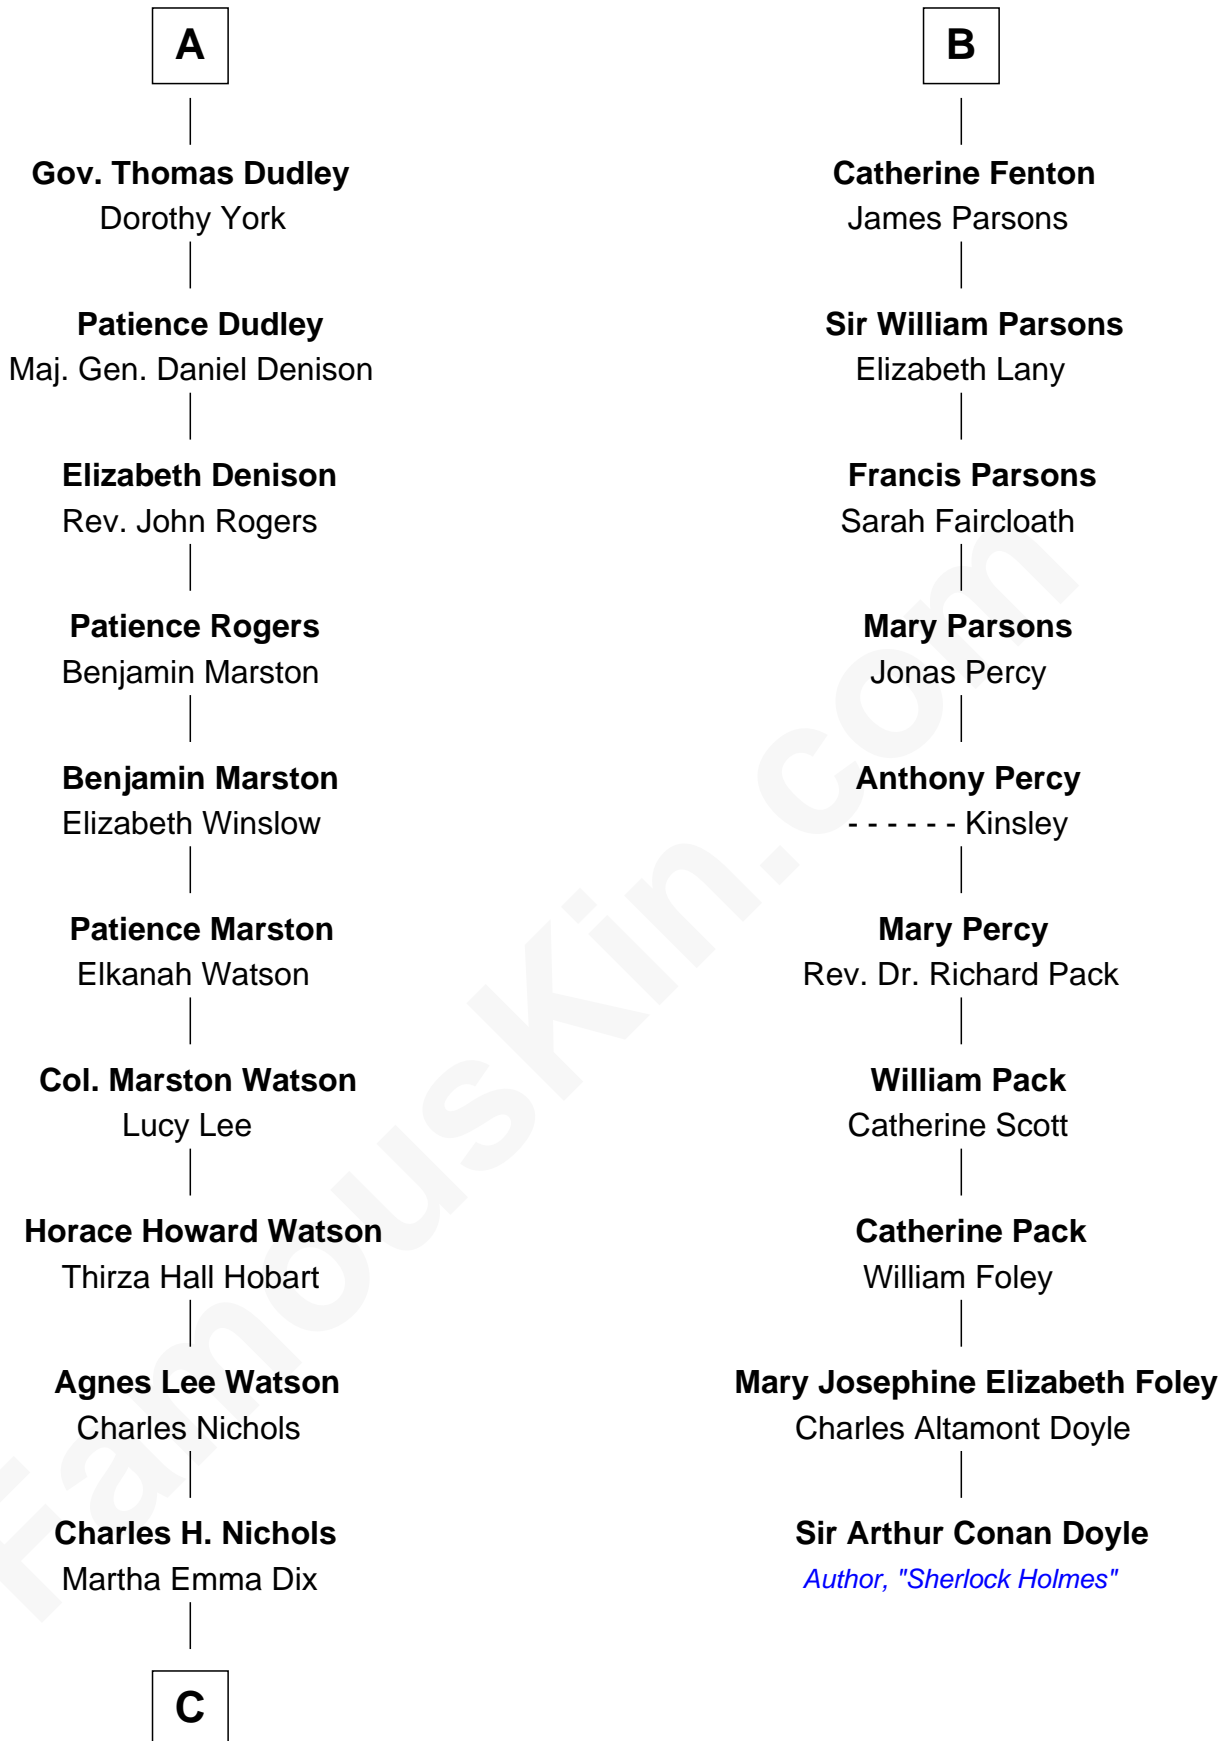 A
Gov. Thomas Dudley
Dorothy York
Patience Dudley
Maj. Gen. Daniel Denison
Elizabeth Denison
Rev. John Rogers
Patience Rogers
Benjamin Marston
Benjamin Marston
Elizabeth Winslow
Patience Marston
Elkanah Watson
Col. Marston Watson
Lucy Lee
Horace Howard Watson
Thirza Hall Hobart
Agnes Lee Watson
Charles Nichols
Charles H. Nichols
Martha Emma Dix
C
B
Catherine Fenton
James Parsons
Sir William Parsons
Elizabeth Lany
Francis Parsons
Sarah Faircloath
Mary Parsons
Jonas Percy
Anthony Percy
- - - - - - Kinsley
Mary Percy
Rev. Dr. Richard Pack
William Pack
Catherine Scott
Catherine Pack
William Foley
Mary Josephine Elizabeth Foley
Charles Altamont Doyle
Sir Arthur Conan Doyle
Author, "Sherlock Holmes"
FamousKin.com